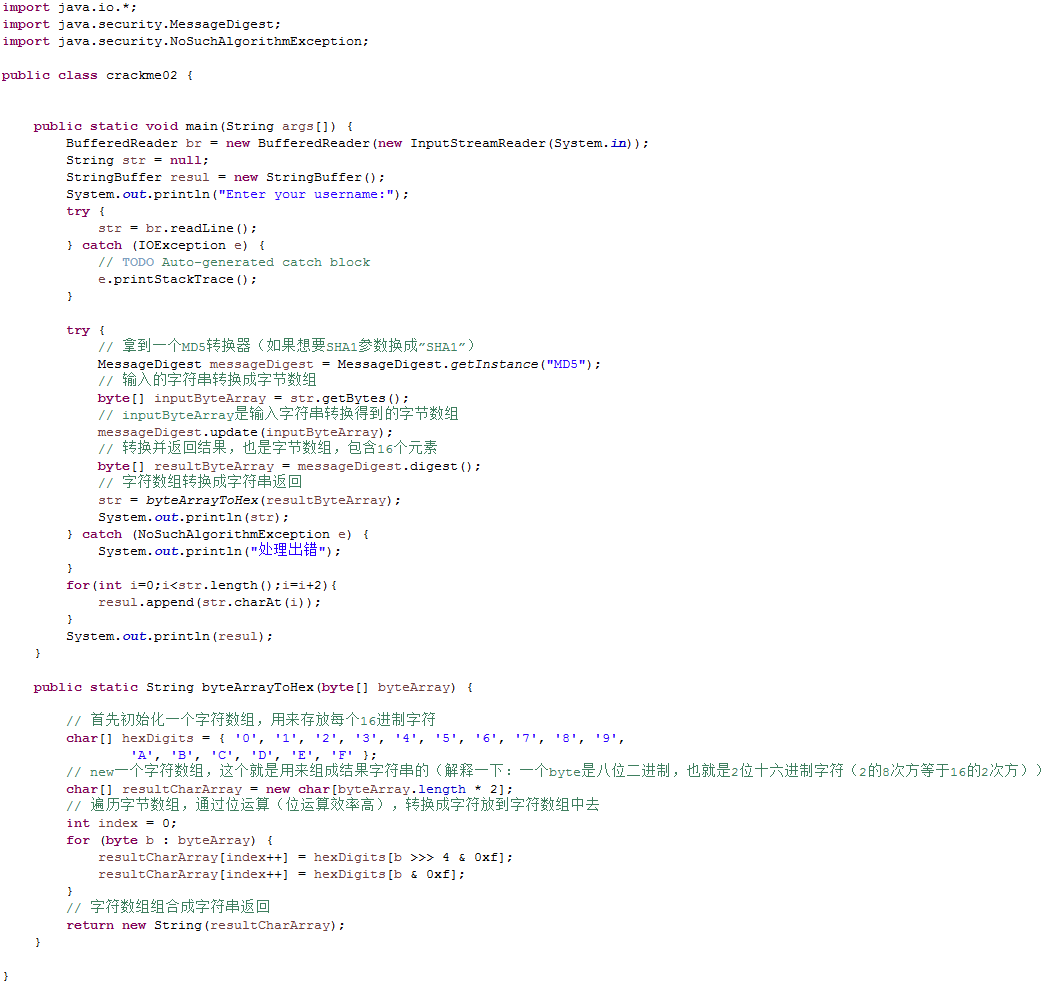 import java.io.*;
import java.security.MessageDigest;
import java.security.NoSuchAlgorithmException;
public class crackme02 {
    public static void main(String args[]) {
        BufferedReader br = new BufferedReader(new InputStreamReader(System.in));
        String str = null;
        StringBuffer resul = new StringBuffer();
        System.out.println("Enter your username:");
        try {
            str = br.readLine();
        } catch (IOException e) {
            // TODO Auto-generated catch block
            e.printStackTrace();
        }
        try {
            // 拿到一个MD5转换器（如果想要SHA1参数换成”SHA1”）
            MessageDigest messageDigest = MessageDigest.getInstance("MD5");
            // 输入的字符串转换成字节数组
            byte[] inputByteArray = str.getBytes();
            // inputByteArray是输入字符串转换得到的字节数组
            messageDigest.update(inputByteArray);
            // 转换并返回结果，也是字节数组，包含16个元素
            byte[] resultByteArray = messageDigest.digest();
            // 字符数组转换成字符串返回
            str = byteArrayToHex(resultByteArray);
            System.out.println(str);
        } catch (NoSuchAlgorithmException e) {
            System.out.println("处理出错");
        }
        for(int i=0;i<str.length();i=i+2){
            resul.append(str.charAt(i));
        }
        System.out.println(resul);
    }
    public static String byteArrayToHex(byte[] byteArray) {
        // 首先初始化一个字符数组，用来存放每个16进制字符
        char[] hexDigits = { '0', '1', '2', '3', '4', '5', '6', '7', '8', '9',
                'A', 'B', 'C', 'D', 'E', 'F' };
        // new一个字符数组，这个就是用来组成结果字符串的（解释一下：一个byte是八位二进制，也就是2位十六进制字符（2的8次方等于16的2次方））
        char[] resultCharArray = new char[byteArray.length * 2];
        // 遍历字节数组，通过位运算（位运算效率高），转换成字符放到字符数组中去
        int index = 0;
        for (byte b : byteArray) {
            resultCharArray[index++] = hexDigits[b >>> 4 & 0xf];
            resultCharArray[index++] = hexDigits[b & 0xf];
        }
        // 字符数组组合成字符串返回
        return new String(resultCharArray);
    }
}